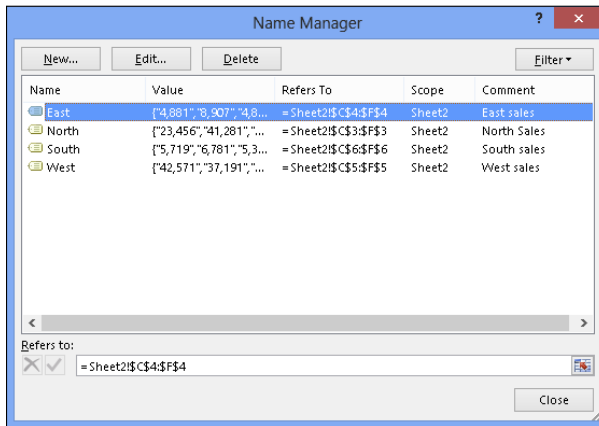 Name Manager
?
New... Edit... Delete Filter
Name Value Refers To Scope Comment
East {"4,881","8,907","4,8... =Sheet2!$C$4:$F$4 Sheet2 East sales
North {"23,456","41,281","... =Sheet2!$C$3:$F$3 Sheet2 North Sales
South {"5,719","6,781","5,3... =Sheet2!$C$6:$F$6 Sheet2 South sales
West {"42,571","37,191","... =Sheet2!$C$5:$F$5 Sheet2 West sales
Refers to:
=Sheet2!$C$4:$F$4
Close